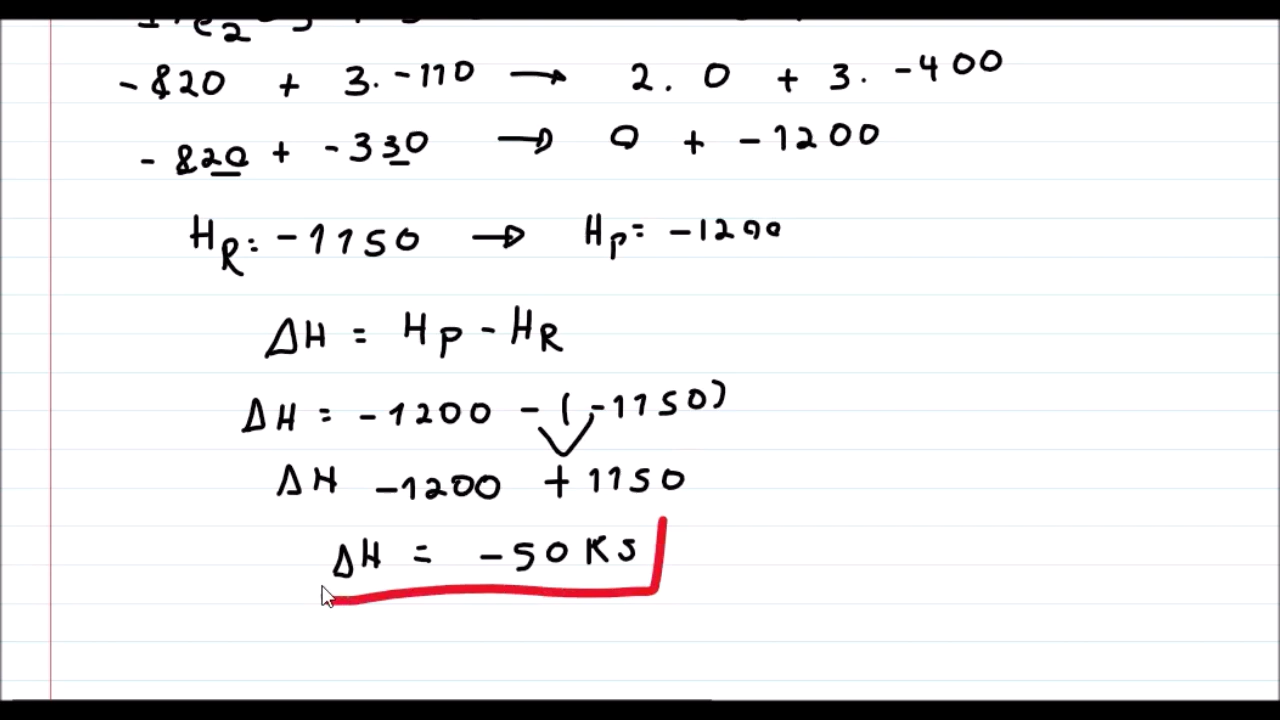 -820 + 3. -110 → 2. 0 + 3. -400
-820 + -330 → 0 + -1200
HR: -1150 → HP= -1200
ΔH = HP - HR
ΔH = -1200 - (-1150)
ΔH -1200 + 1150
ΔH = -50 KJ